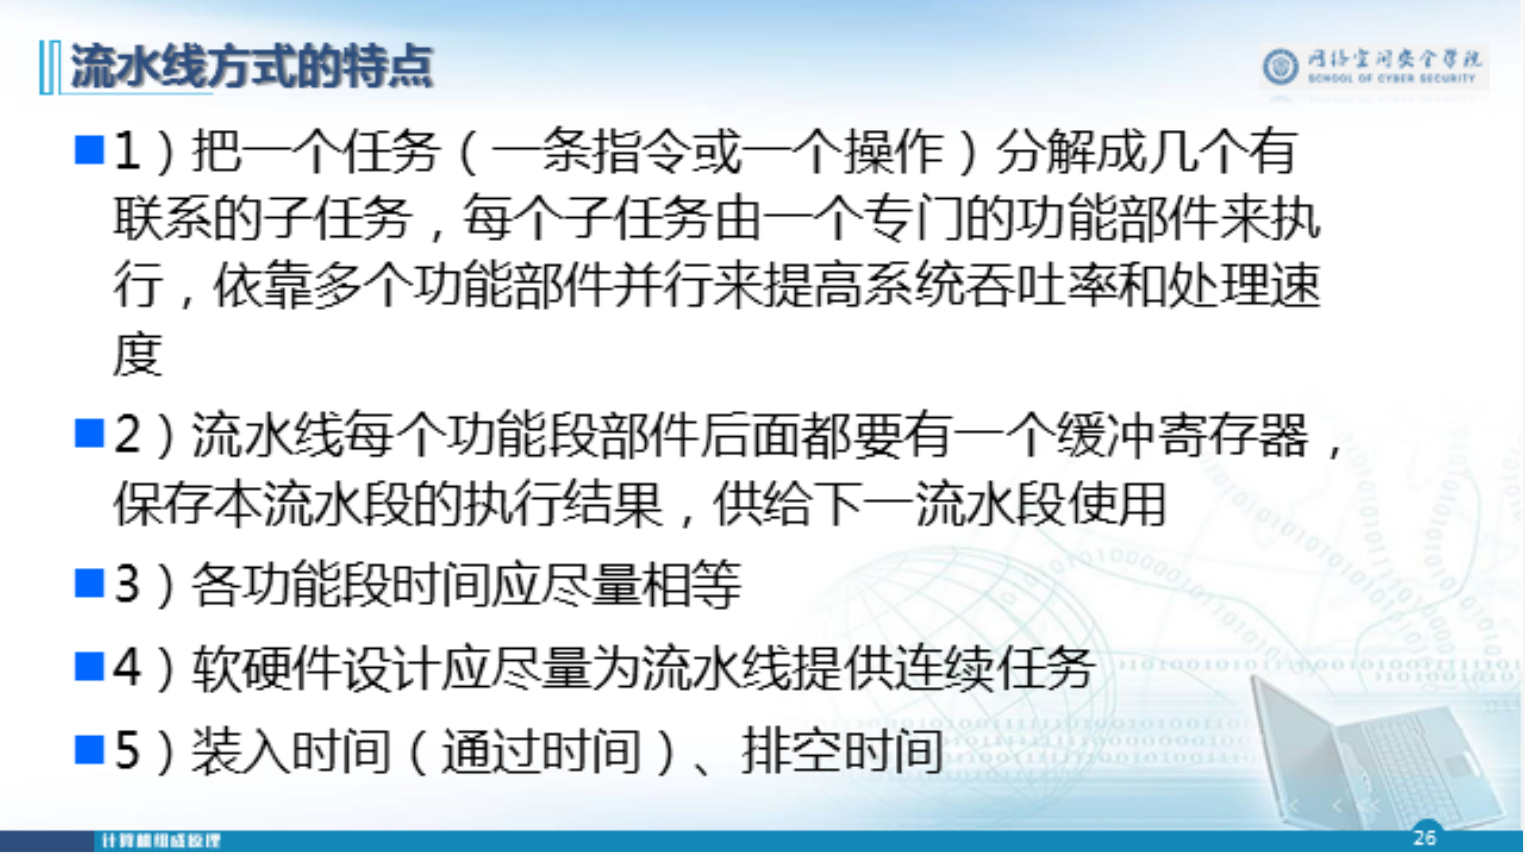 流水线方式的特点
网络空间安全学院
SCHOOL OF CYBER SECURITY
1）把一个任务（一条指令或一个操作）分解成几个有
联系的子任务，每个子任务由一个专门的功能部件来执
行，依靠多个功能部件并行来提高系统吞吐率和处理速
度
2）流水线每个功能段部件后面都要有一个缓冲寄存器，
保存本流水段的执行结果，供给下一流水段使用
3）各功能段时间应尽量相等
4）软硬件设计应尽量为流水线提供连续任务
5）装入时间（通过时间）、排空时间
计算机组成原理
26